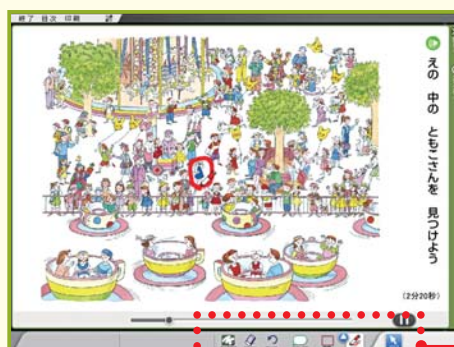 終了 目次 印刷
えの 中の ともこさんを 見つけよう
(2分20秒)